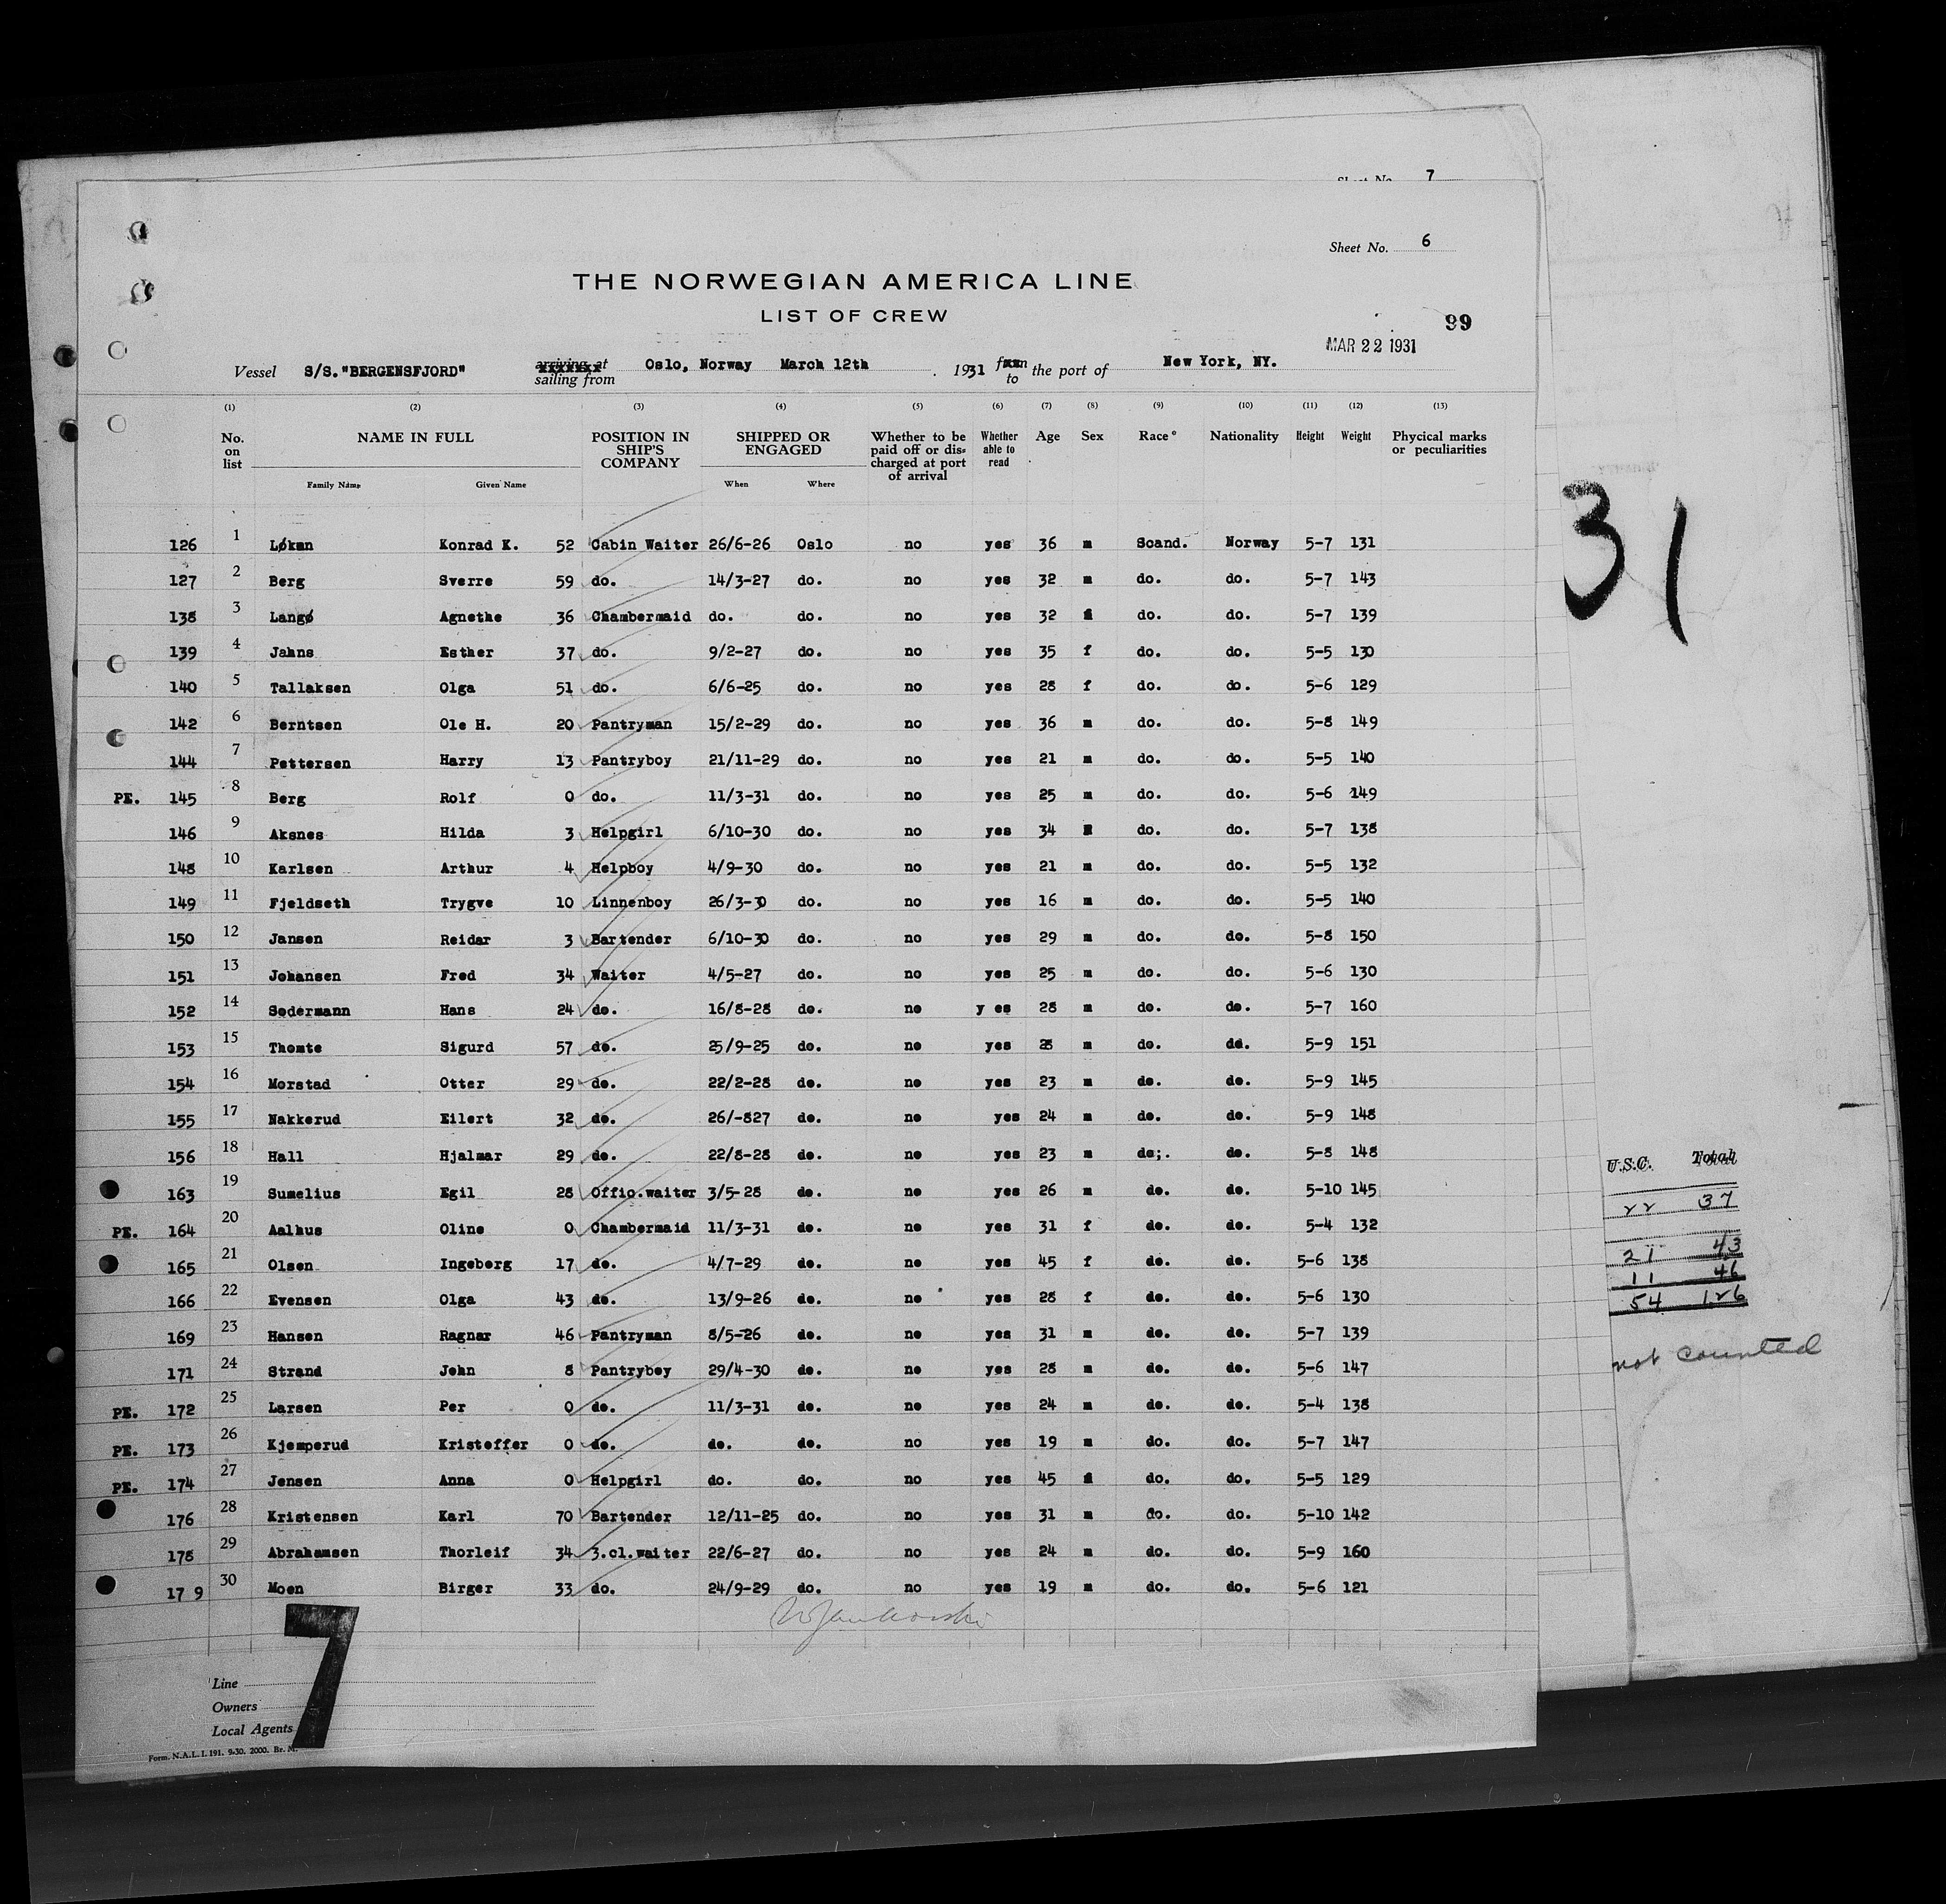 Sheet No. 7
Sheet No. 6
THE NORWEGIAN AMERICA LINE
LIST OF CREW
99
MAR 22 1931
Vessel S/S."BERGENSFJORD" arriving at sailing from Oslo, Norway March 12th 1931 from to the port of New York, NY.
(1) (2) (3) (4) (5) (6) (7) (8) (9) (10) (11) (12) (13)
No. on list NAME IN FULL Family Name Given Name POSITION IN SHIP'S COMPANY SHIPPED OR ENGAGED When Where Whether to be paid off or discharged at port of arrival Whether able to read Age Sex Race Nationality Height Weight Phycical marks or peculiarities
126 1 Løkan Konrad K. 52 Cabin Waiter 26/6-26 Oslo no yes 36 m Scand. Norway 5-7 131
127 2 Berg Sverre 59 do. 14/3-27 do. no yes 32 m do. do. 5-7 143
138 3 Langø Agnethe 36 Chambermaid do. do. no yes 32 f do. do. 5-7 139
139 4 Jahns Esther 37 do. 9/2-27 do. no yes 35 f do. do. 5-5 130
140 5 Tallaksen Olga 51 do. 6/6-25 do. no yes 28 f do. do. 5-6 129
142 6 Berntsen Ole H. 20 Pantryman 15/2-29 do. no yes 36 m do. do. 5-8 149
144 7 Pettersen Harry 13 Pantryboy 21/11-29 do. no yes 21 m do. do. 5-5 140
PE. 145 8 Berg Rolf 0 do. 11/3-31 do. no yes 25 m do. do. 5-6 149
146 9 Aksnes Hilda 3 Helpgirl 6/10-30 do. no yes 34 do. do. 5-7 138
148 10 Karlsen Arthur 4 Helpboy 4/9-30 do. no yes 21 m do. do. 5-5 132
149 11 Fjeldseth Trygve 10 Linnenboy 26/3-30 do. no yes 16 m do. do. 5-5 140
150 12 Jansen Reidar 3 Bartender 6/10-30 do. no yes 29 m do. do. 5-8 150
151 13 Johansen Fred 34 Waiter 4/5-27 do. no yes 25 m do. do. 5-6 130
152 14 Sodermann Hans 24 do. 16/8-28 do. no y es 28 m do. do. 5-7 160
153 15 Thomte Sigurd 57 do. 25/9-25 do. no yes 28 m do. do. 5-9 151
154 16 Morstad Otter 29 do. 22/2-28 do. no yes 23 m do. do. 5-9 145
155 17 Nakkerud Eilert 32 do. 26/-827 do. no yes 24 m do. do. 5-9 148
156 18 Hall Hjalmar 29 do. 22/8-28 do. no yes 23 m do;. do. 5-8 148
163 19 Sumelius Egil 28 Offic.waiter 3/5-28 do. no yes 26 m do. do. 5-10 145
PE. 164 20 Aalhus Oline 0 Chambermaid 11/3-31 do. no yes 31 f do. do. 5-4 132
165 21 Olsen Ingeborg 17 do. 4/7-29 do. no yes 45 f do. do. 5-6 138
166 22 Evensen Olga 43 do. 13/9-26 do. no yes 28 f do. do. 5-6 130
169 23 Hansen Ragnar 46 Pantryman 8/5-26 do. no yes 31 m do. do. 5-7 139
171 24 Strand John 8 Pantryboy 29/4-30 do. no yes 28 m do. do. 5-6 147
PE. 172 25 Larsen Per 0 do. 11/3-31 do. no yes 24 m do. do. 5-4 138
PE. 173 26 Kjemperud Kristoffer 0 do. do. do. no yes 19 m do. do. 5-7 147
PE. 174 27 Jensen Anna 0 Helpgirl do. do. no yes 45 f do. do. 5-5 129
176 28 Kristensen Karl 70 Bartender 12/11-25 do. no yes 31 m do. do. 5-10 142
178 29 Abrahamsen Thorleif 34 3.cl.waiter 22/6-27 do. no yes 24 m do. do. 5-9 160
17 9 30 Moen Birger 33 do. 24/9-29 do. no yes 19 m do. do. 5-6 121
7
Line
Owners
Local Agents
Form. N.A.L.I. 191. 9-30. 2000. Br. M.
31
U.S.C. Total
22 37
21 43
11 46
54 126
not counted